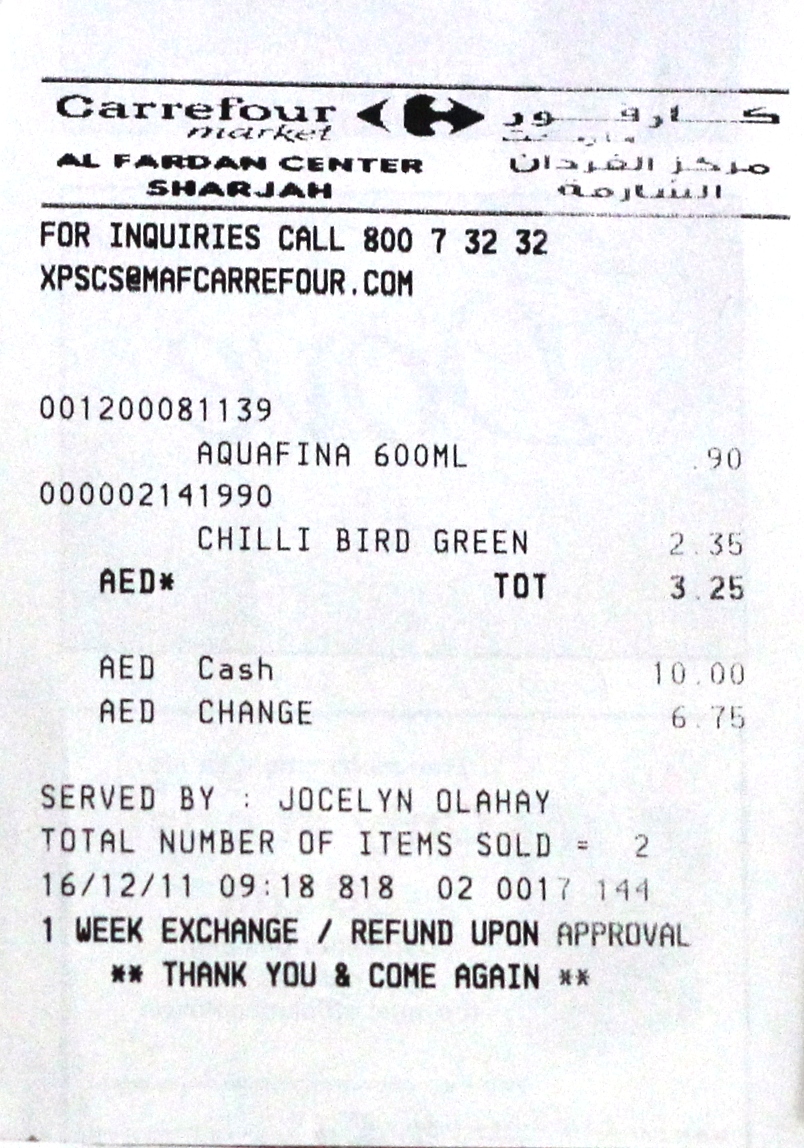 Carrefour كارفور
market ماركت
AL FARDAN CENTER مركز الفردان
SHARJAH الشارقة
FOR INQUIRIES CALL 800 7 32 32
XPSCS@MAFCARREFOUR.COM
001200081139
AQUAFINA 600ML .90
000002141990
CHILLI BIRD GREEN 2.35
AED* TOT 3.25
AED Cash 10.00
AED CHANGE 6.75
SERVED BY : JOCELYN OLAHAY
TOTAL NUMBER OF ITEMS SOLD = 2
16/12/11 09:18 818 02 0017 144
1 WEEK EXCHANGE / REFUND UPON APPROVAL
** THANK YOU & COME AGAIN **